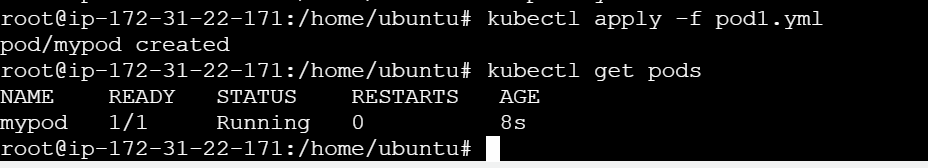 root@ip-172-31-22-171:/home/ubuntu# kubectl apply -f pod1.yml
pod/mypod created
root@ip-172-31-22-171:/home/ubuntu# kubectl get pods
NAME    READY   STATUS    RESTARTS   AGE
mypod   1/1     Running   0          8s
root@ip-172-31-22-171:/home/ubuntu#